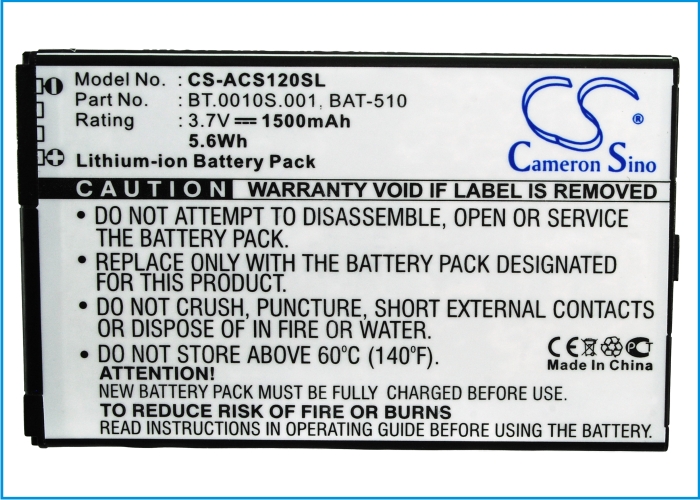 Model No. : CS-ACS120SL
Part No. : BT.0010S.001, BAT-510
Rating : 3.7V 1500mAh
5.6Wh
Lithium-ion Battery Pack
CS ®
Cameron Sino
CAUTION WARRANTY VOID IF LABEL IS REMOVED
• DO NOT ATTEMPT TO DISASSEMBLE, OPEN OR SERVICE
THE BATTERY PACK.
• REPLACE ONLY WITH THE BATTERY PACK DESIGNATED.
• DO NOT CRUSH, PUNCTURE, SHORT EXTERNAL CONTACTS
OR DISPOSE OF IN FIRE OR WATER.
• DO NOT STORE ABOVE 60°C (140°F).
CE
Made In China
ATTENTION!
NEW BATTERY PACK MUST BE FULLY CHARGED BEFORE USE
TO REDUCE RISK OF FIRE OR BURNS
READ INSTRUCTIONS IN OPERATING GUIDE BEFORE USING BATTERY